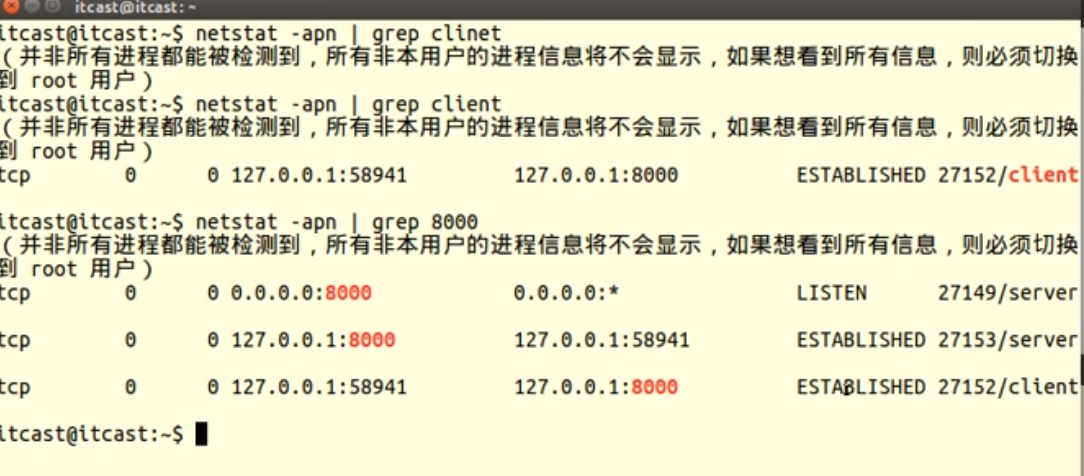 itcast@itcast: ~
itcast@itcast:~$ netstat -apn | grep clinet
（并非所有进程都能被检测到，所有非本用户的进程信息将不会显示，如果想看到所有信息，则必须切换
到 root 用户）
itcast@itcast:~$ netstat -apn | grep client
（并非所有进程都能被检测到，所有非本用户的进程信息将不会显示，如果想看到所有信息，则必须切换
到 root 用户）
tcp 0 0 127.0.0.1:58941 127.0.0.1:8000 ESTABLISHED 27152/client
itcast@itcast:~$ netstat -apn | grep 8000
（并非所有进程都能被检测到，所有非本用户的进程信息将不会显示，如果想看到所有信息，则必须切换
到 root 用户）
tcp 0 0 0.0.0.0:8000 0.0.0.0:* LISTEN 27149/server
tcp 0 0 127.0.0.1:8000 127.0.0.1:58941 ESTABLISHED 27153/server
tcp 0 0 127.0.0.1:58941 127.0.0.1:8000 ESTABLISHED 27152/client
itcast@itcast:~$